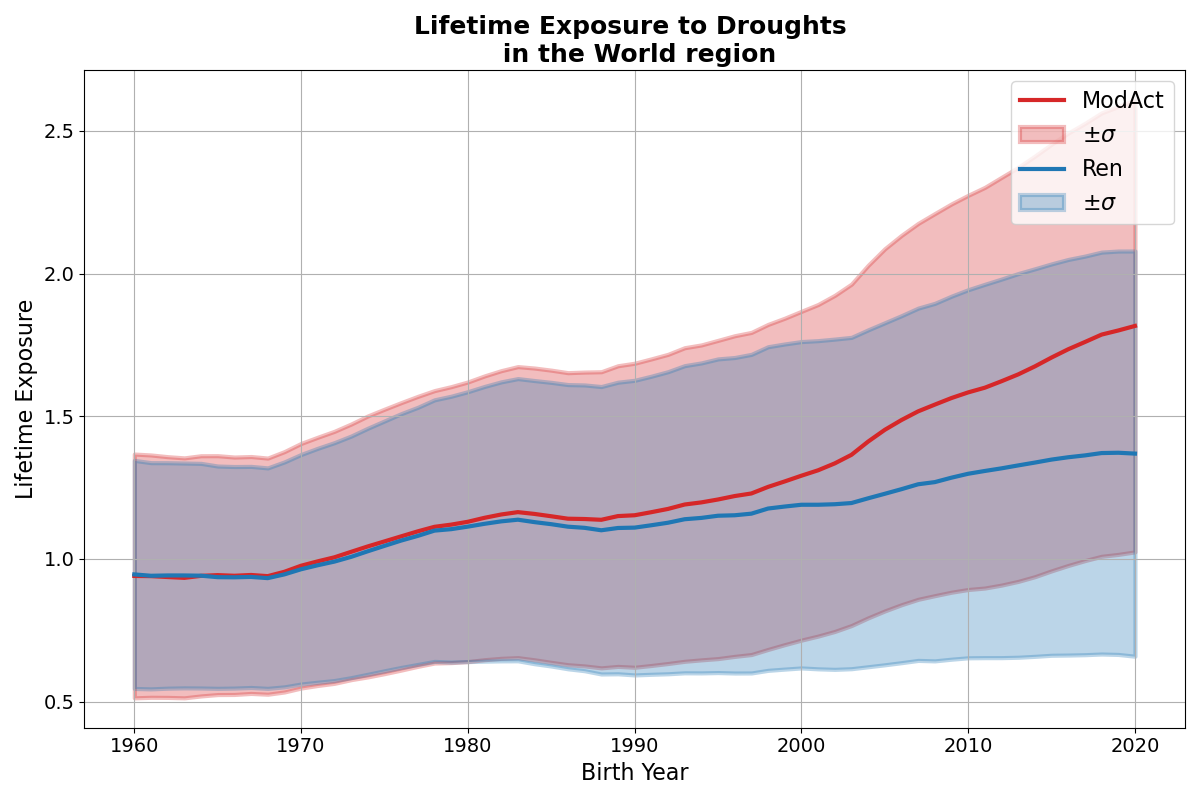 Lifetime Exposure to Droughts
in the World region
ModAct
±σ
Ren
±σ
Lifetime Exposure
2.5
2.0
1.5
1.0
0.5
1960 1970 1980 1990 2000 2010 2020
Birth Year